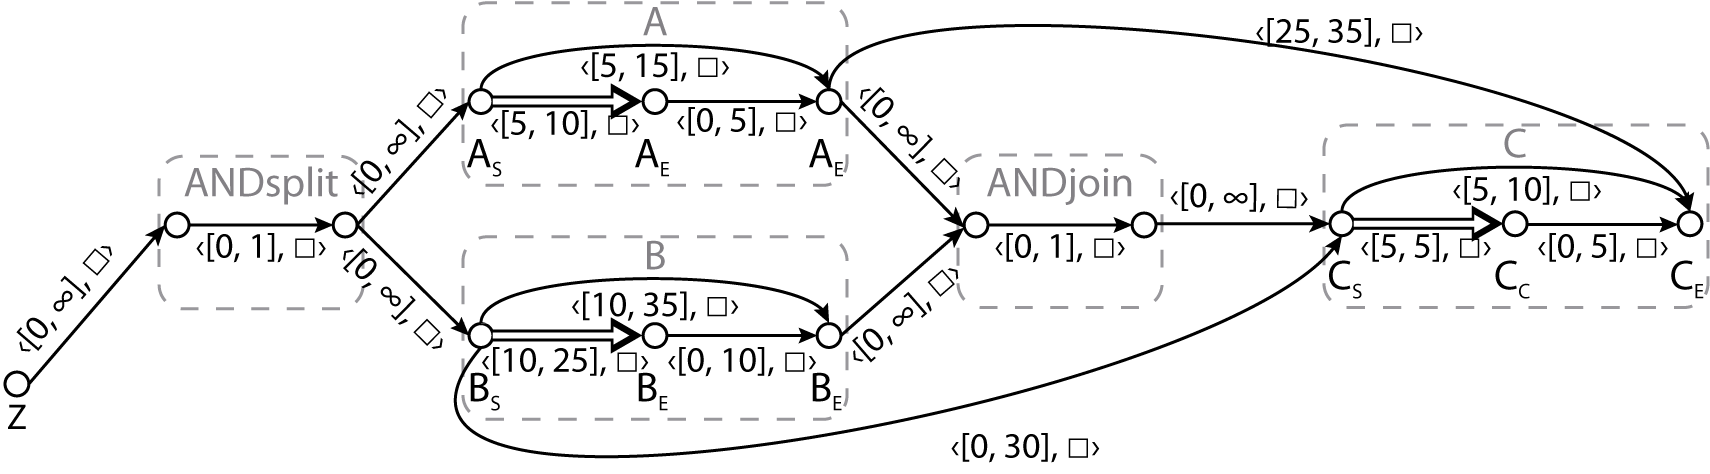 A
‹[25, 35], □›
‹[5, 15], □›
‹[5, 10], □›
‹[0, 5], □›
A_S
A_E
A_E
‹[0, ∞], □›
‹[0, ∞], □›
ANDsplit
‹[0, 1], □›
‹[0, ∞], □›
Z
‹[0, ∞], □›
B
‹[10, 35], □›
‹[10, 25], □›
‹[0, 10], □›
B_S
B_E
B_E
‹[0, ∞], □›
ANDjoin
‹[0, 1], □›
‹[0, ∞], □›
C
‹[5, 10], □›
‹[5, 5], □›
‹[0, 5], □›
C_S
C_C
C_E
‹[0, 30], □›